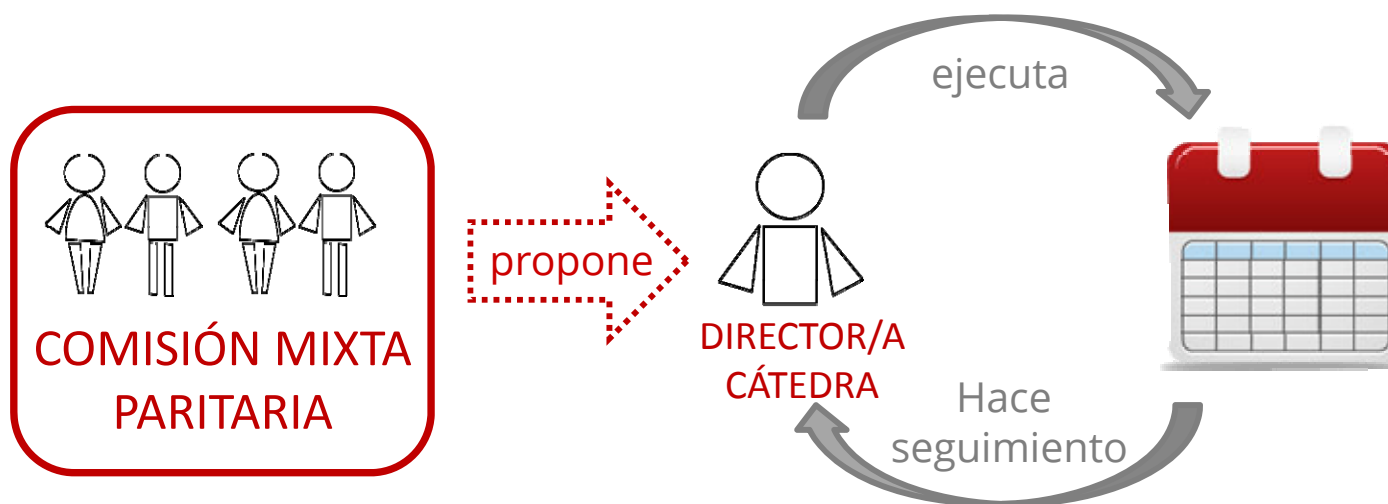 COMISIÓN MIXTA
PARITARIA
propone
DIRECTOR/A
CÁTEDRA
ejecuta
Hace
seguimiento